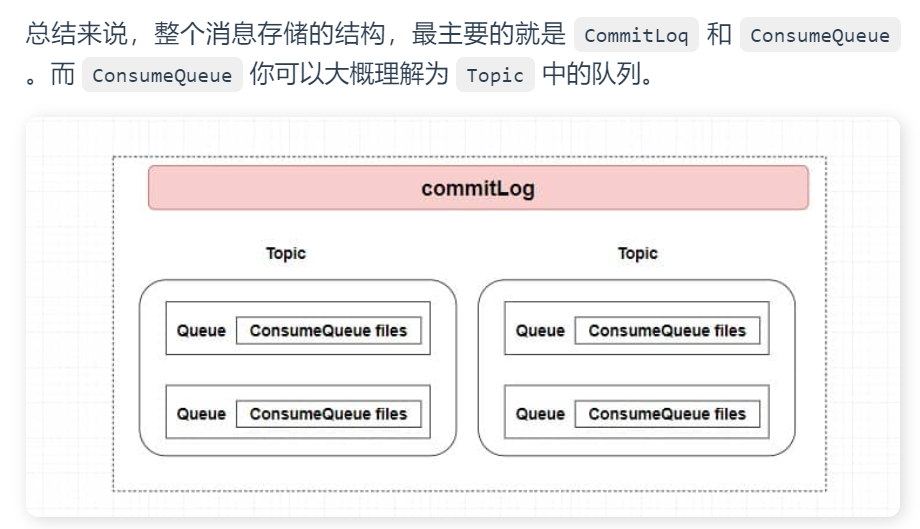 总结来说，整个消息存储的结构，最主要的就是 CommitLoq 和 ConsumeQueue
。而 ConsumeQueue 你可以大概理解为 Topic 中的队列。
commitLog
Topic Topic
Queue ConsumeQueue files Queue ConsumeQueue files
Queue ConsumeQueue files Queue ConsumeQueue files